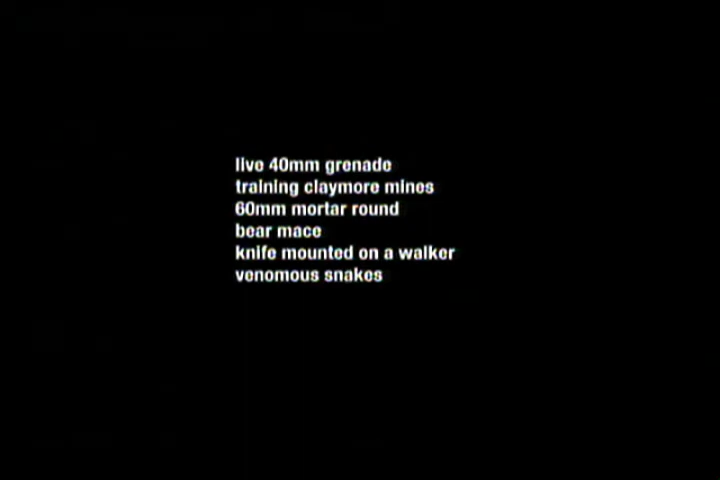 live 40mm grenade
training claymore mines
60mm mortar round
bear mace
knife mounted on a walker
venomous snakes